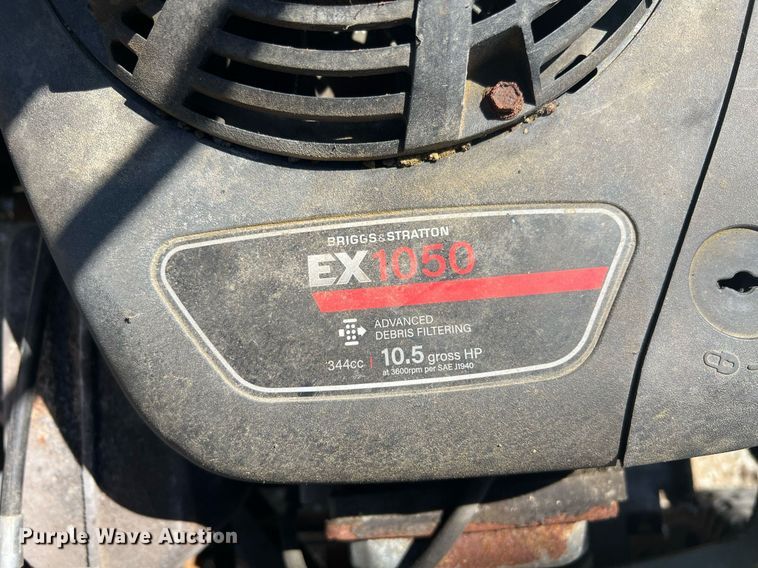 BRIGGS&STRATTON
EX1050
ADVANCED
DEBRIS FILTERING
344cc | 10.5 gross HP
at 3600rpm per SAE J1940
Purple Wave Auction